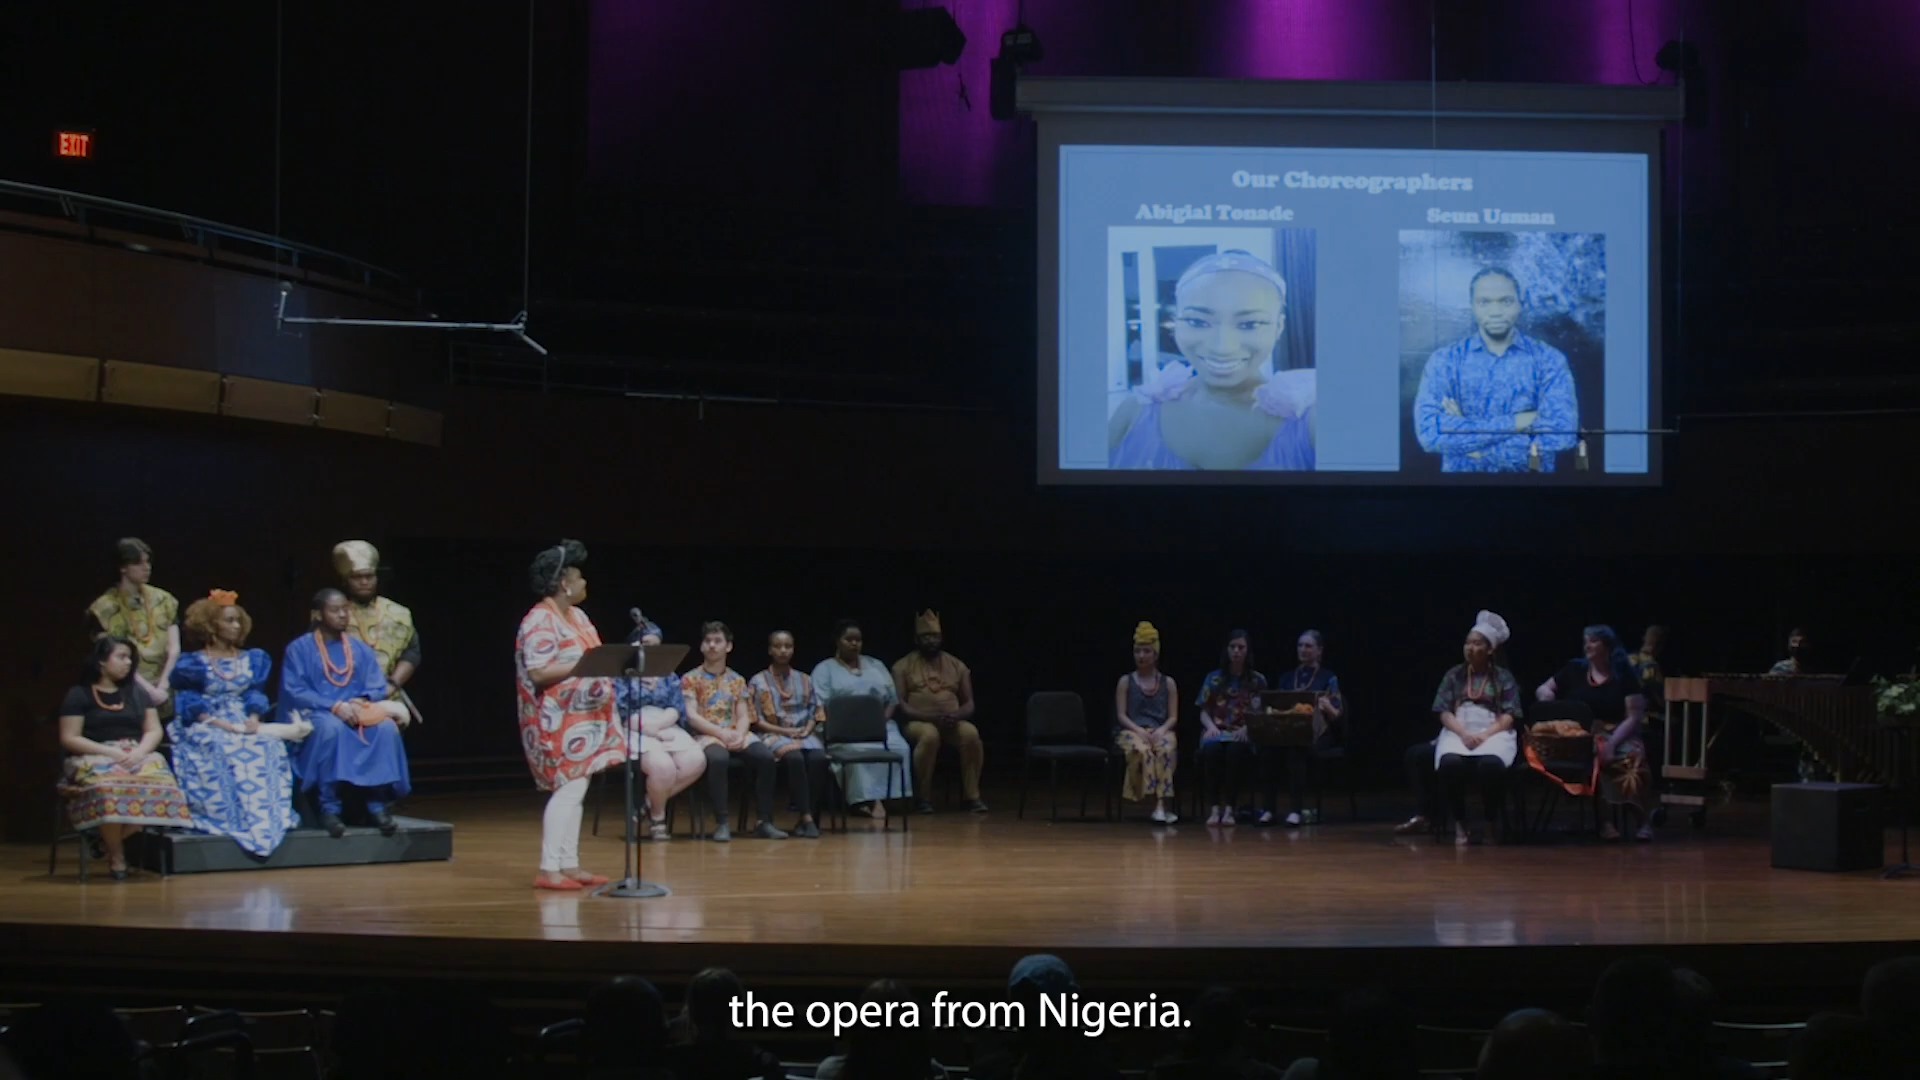 EXIT
Our Choreographers
Abigial Tonade
Seun Usman
the opera from Nigeria.